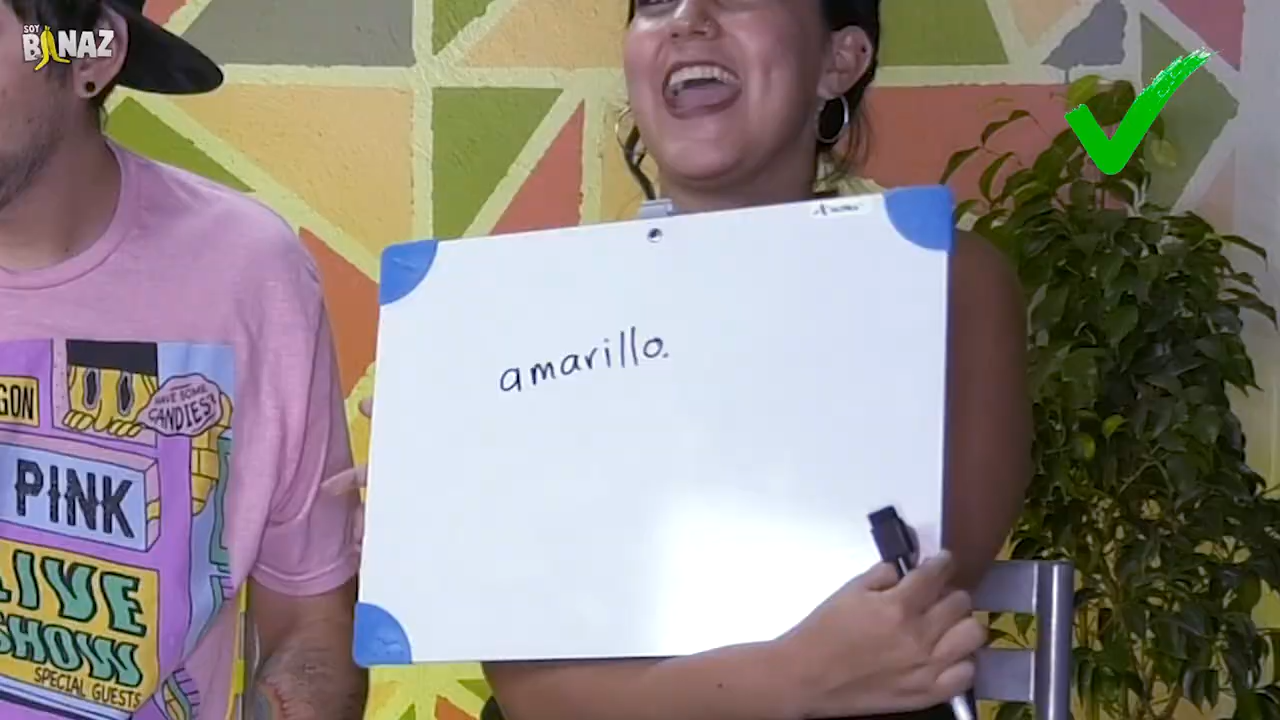 SOY
BANAZ
amarillo.
GON
HAVE SOME
CANDIES?
PINK
LIVE
SHOW
SPECIAL GUESTS